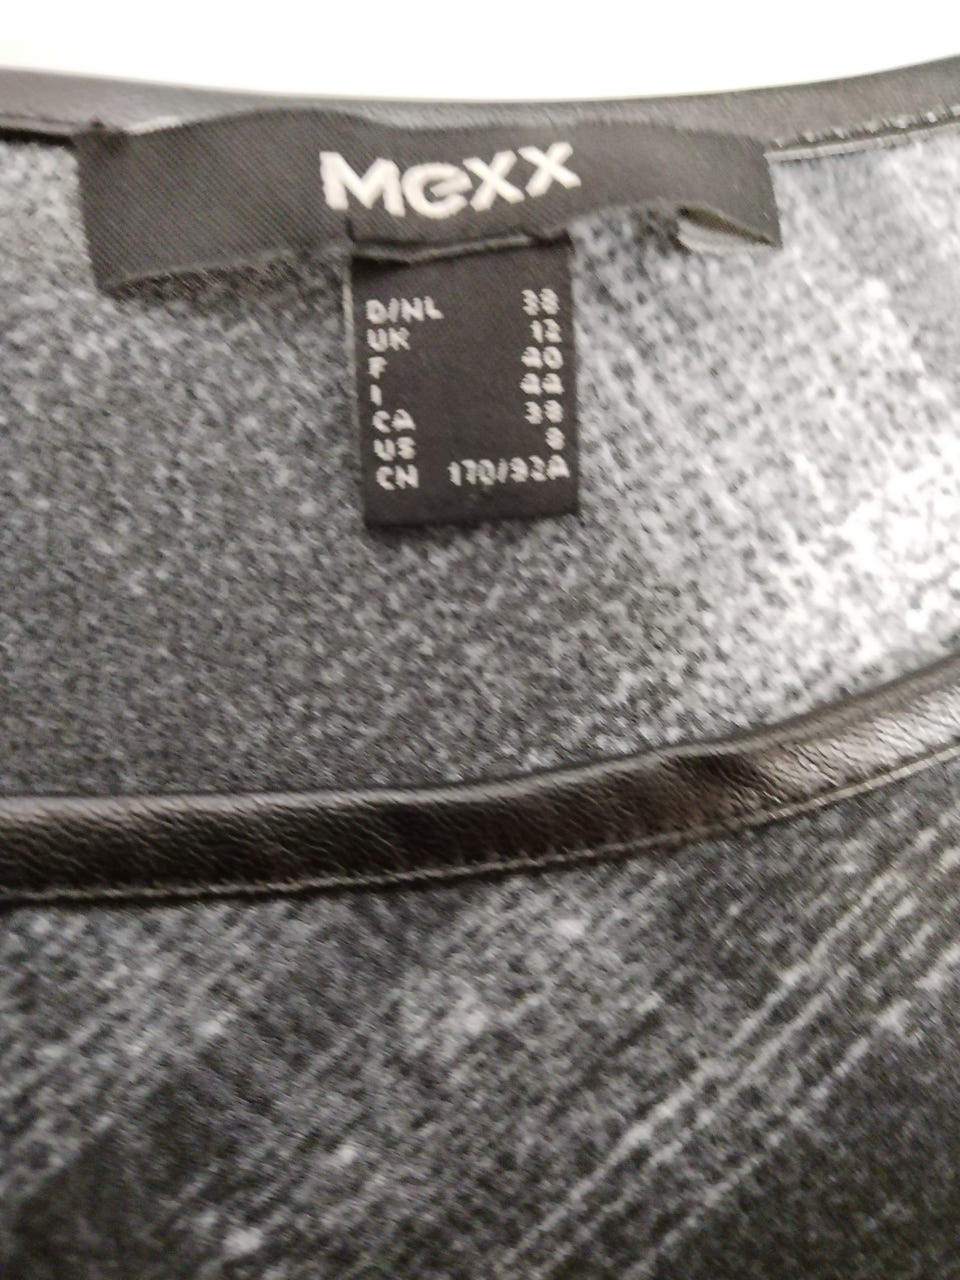 Mexx
D/NL 38
UK 12
F 40
I 44
CA 38
US 8
CN 170/92A